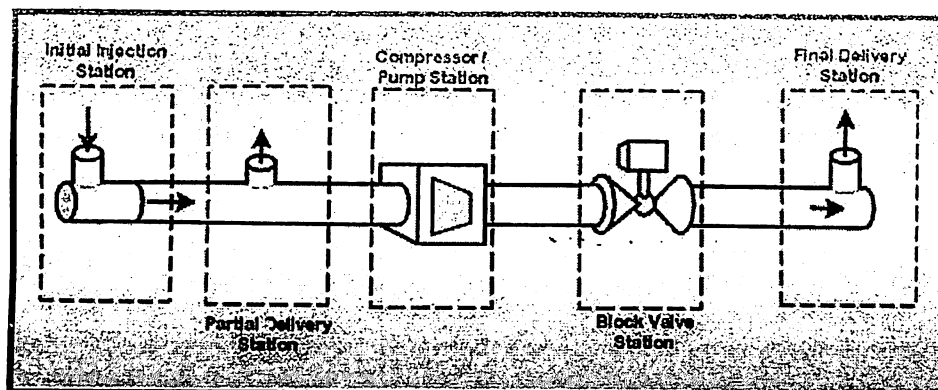 Initial Injection
Station
Compressor/
Pump Station
Final Delivery
Station
Partial Delivery
Station
Block Valve
Station